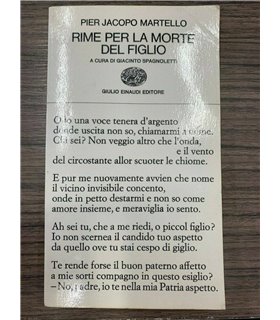 PIER JACOPO MARTELLO
RIME PER LA MORTE
DEL FIGLIO
A CURA DI GIACINTO SPAGNOLETTI
GIULIO EINAUDI EDITORE
Odo una voce tenera d'argento
donde uscita non so, chiamarmi a nome.
Chi sei? Non veggio altro che l'onda,
e il vento
del circostante allor scuoter le chiome.
E pur me nuovamente avvien che nome
il vicino invisibile concento,
onde in petto destarmi e non so come
amore insieme, e meraviglia io sento.
Ah sei tu, che a me riedi, o picciol figlio?
Io non scernea il candido tuo aspetto
da quello ove tu stai cespo di giglio.
Te rende forse il buon paterno affetto
a mie sorti compagno in questo esiglio?
– No, padre, io te nella mia Patria aspetto.